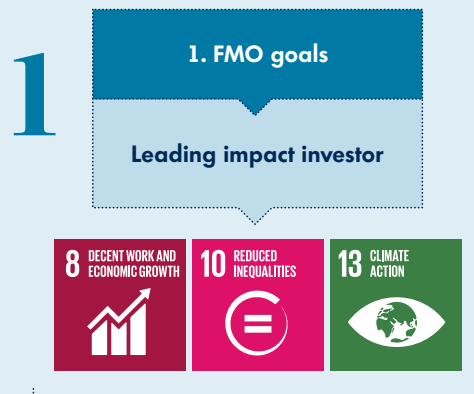 1
1. FMO goals
Leading impact investor
8 DECENT WORK AND
ECONOMIC GROWTH
10 REDUCED
INEQUALITIES
13 CLIMATE
ACTION